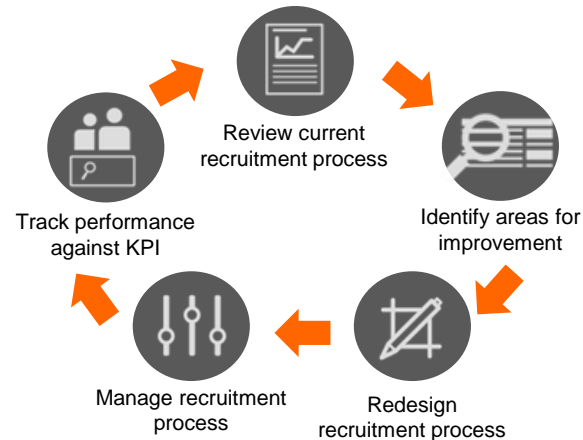 Review current
recruitment process
Identify areas for
improvement
Redesign
recruitment process
Manage recruitment
process
Track performance
against KPI